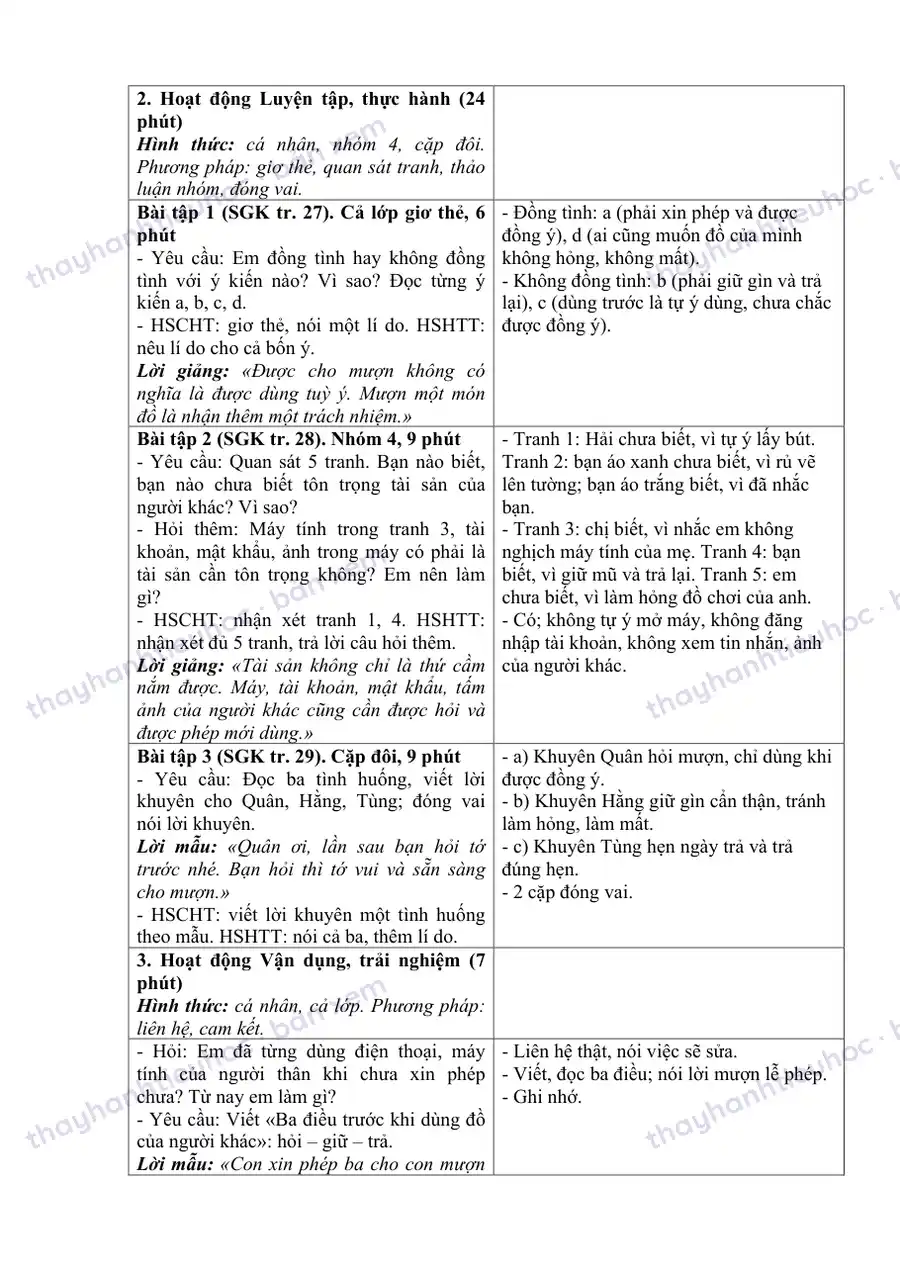 2. Hoạt động Luyện tập, thực hành (24
phút)
Hình thức: cá nhân, nhóm 4, cặp đôi.
Phương pháp: giơ thẻ, quan sát tranh, thảo
luận nhóm, đóng vai.
Bài tập 1 (SGK tr. 27). Cả lớp giơ thẻ, 6
phút
- Yêu cầu: Em đồng tình hay không đồng
tình với ý kiến nào? Vì sao? Đọc từng ý
kiến a, b, c, d.
- HSCHT: giơ thẻ, nói một lí do. HSHTT:
nêu lí do cho cả bốn ý.
Lời giảng: «Được cho mượn không có
nghĩa là được dùng tuỳ ý. Mượn một món
đồ là nhận thêm một trách nhiệm.»
- Đồng tình: a (phải xin phép và được
đồng ý), d (ai cũng muốn đồ của mình
không hỏng, không mất).
- Không đồng tình: b (phải giữ gìn và trả
lại), c (dùng trước là tự ý dùng, chưa chắc
được đồng ý).
Bài tập 2 (SGK tr. 28). Nhóm 4, 9 phút
- Yêu cầu: Quan sát 5 tranh. Bạn nào biết,
bạn nào chưa biết tôn trọng tài sản của
người khác? Vì sao?
- Hỏi thêm: Máy tính trong tranh 3, tài
khoản, mật khẩu, ảnh trong máy có phải là
tài sản cần tôn trọng không? Em nên làm
gì?
- HSCHT: nhận xét tranh 1, 4. HSHTT:
nhận xét đủ 5 tranh, trả lời câu hỏi thêm.
Lời giảng: «Tài sản không chỉ là thứ cầm
nắm được. Máy, tài khoản, mật khẩu, tấm
ảnh của người khác cũng cần được hỏi và
được phép mới dùng.»
- Tranh 1: Hải chưa biết, vì tự ý lấy bút.
Tranh 2: bạn áo xanh chưa biết, vì rủ vẽ
lên tường; bạn áo trắng biết, vì đã nhắc
bạn.
- Tranh 3: chị biết, vì nhắc em không
nghịch máy tính của mẹ. Tranh 4: bạn
biết, vì giữ mũ và trả lại. Tranh 5: em
chưa biết, vì làm hỏng đồ chơi của anh.
- Có; không tự ý mở máy, không đăng
nhập tài khoản, không xem tin nhắn, ảnh
của người khác.
Bài tập 3 (SGK tr. 29). Cặp đôi, 9 phút
- Yêu cầu: Đọc ba tình huống, viết lời
khuyên cho Quân, Hằng, Tùng; đóng vai
nói lời khuyên.
Lời mẫu: «Quân ơi, lần sau bạn hỏi tớ
trước nhé. Bạn hỏi thì tớ vui và sẵn sàng
cho mượn.»
- HSCHT: viết lời khuyên một tình huống
theo mẫu. HSHTT: nói cả ba, thêm lí do.
- a) Khuyên Quân hỏi mượn, chỉ dùng khi
được đồng ý.
- b) Khuyên Hằng giữ gìn cẩn thận, tránh
làm hỏng, làm mất.
- c) Khuyên Tùng hẹn ngày trả và trả
đúng hẹn.
- 2 cặp đóng vai.
3. Hoạt động Vận dụng, trải nghiệm (7
phút)
Hình thức: cá nhân, cả lớp. Phương pháp:
liên hệ, cam kết.
- Hỏi: Em đã từng dùng điện thoại, máy
tính của người thân khi chưa xin phép
chưa? Từ nay em làm gì?
- Yêu cầu: Viết «Ba điều trước khi dùng đồ
của người khác»: hỏi – giữ – trả.
Lời mẫu: «Con xin phép ba cho con mượn
- Liên hệ thật, nói việc sẽ sửa.
- Viết, đọc ba điều; nói lời mượn lễ phép.
- Ghi nhớ.
thayhanhtieuhoc · bản xem
thayhanhtieuhoc · b
thayhanhtieuhoc · bản xem
thayhanhtieuhoc · b
thayhanhtieuhoc · bản xem
thayhanhtieuhoc · b